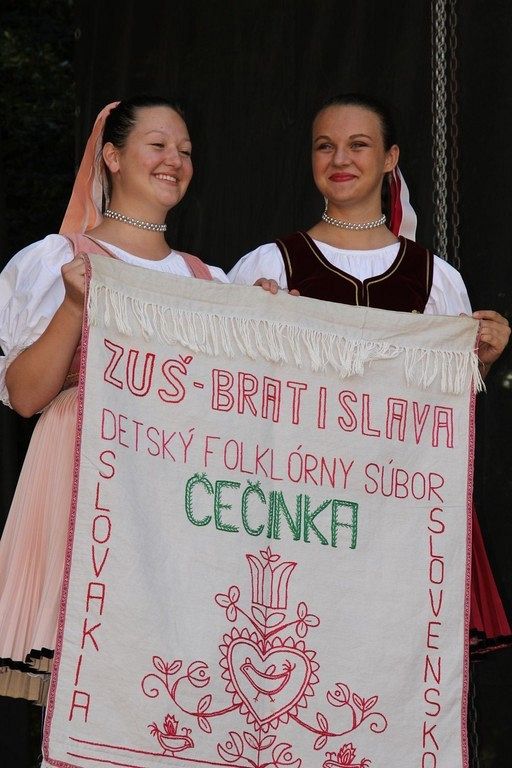 ZUŠ-BRATISLAVA
DETSKÝ FOLKLÓRNY SÚBOR
ČEČINKA
SLOVAKIA
SLOVENSKO